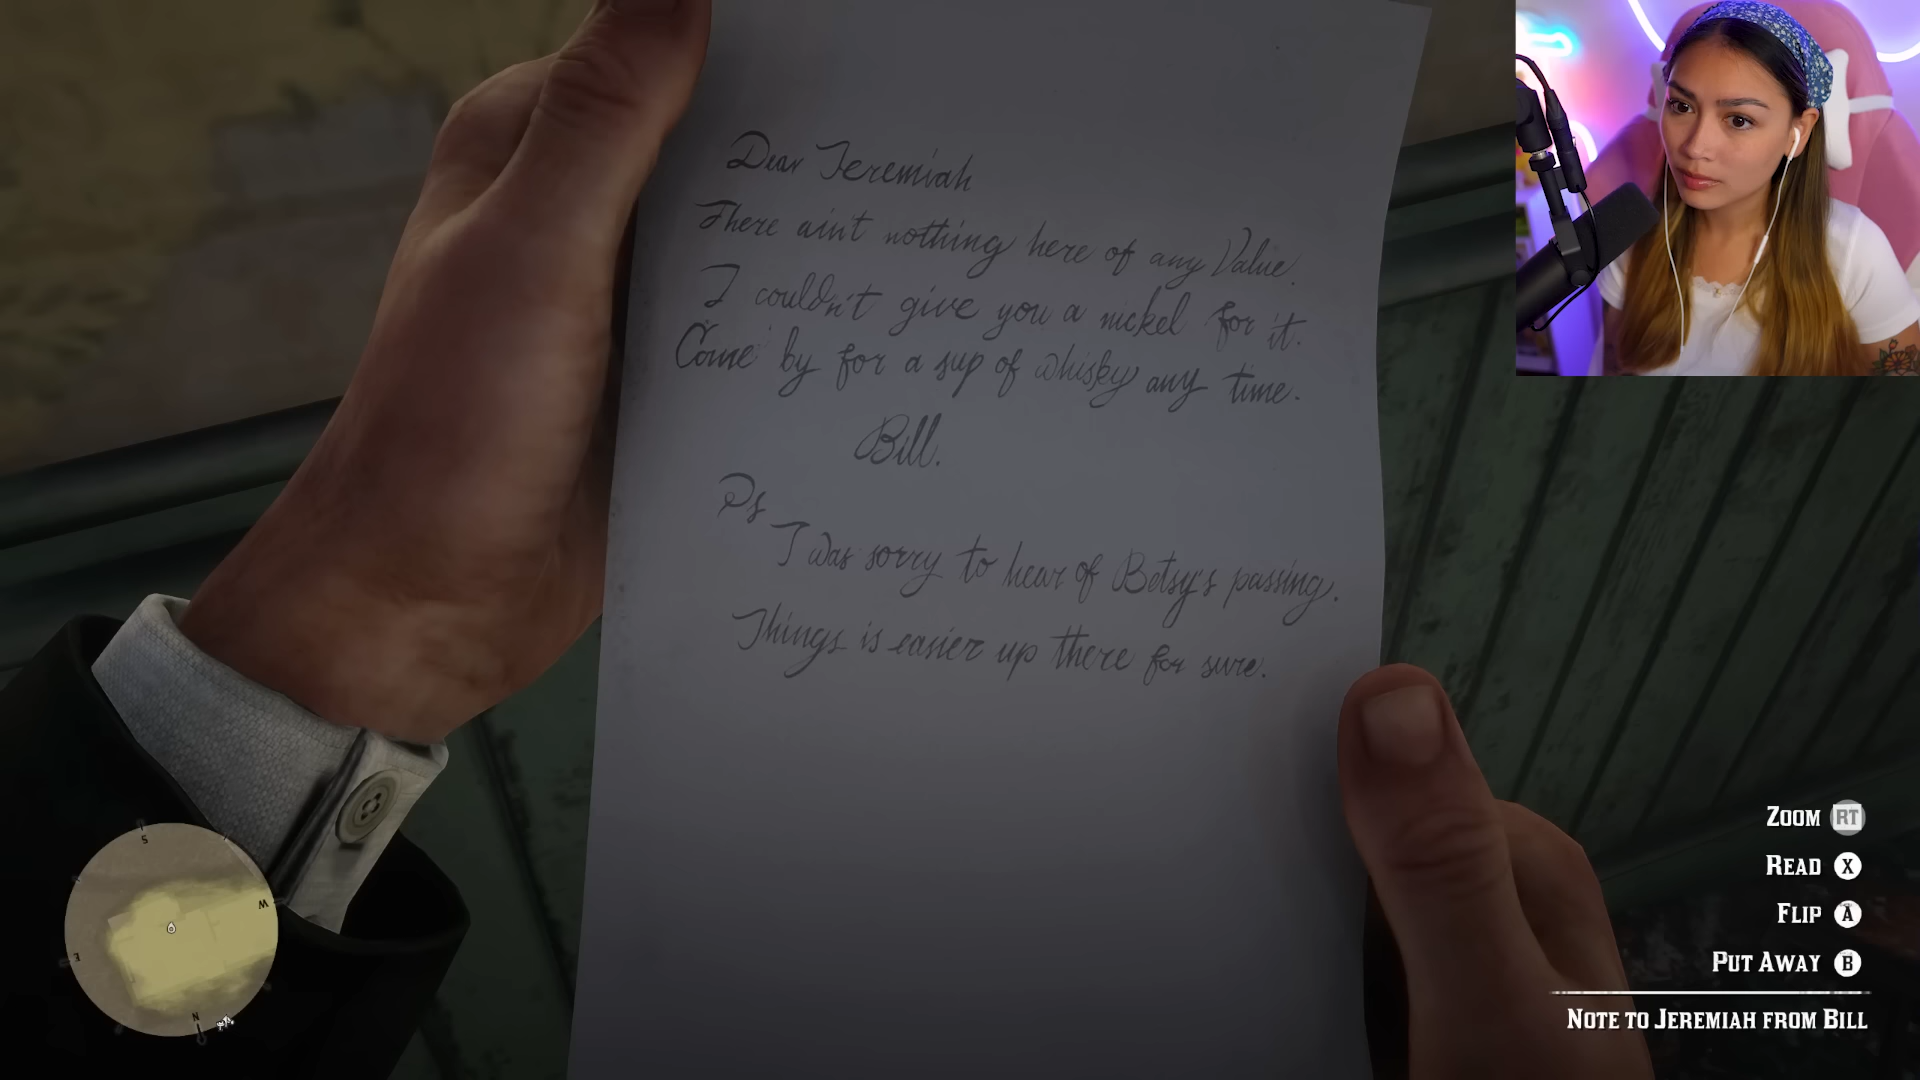 Dear Jeremiah
There ain't nothing here of any Value.
I couldn't give you a nickel for it.
Come by for a sup of whisky any time.
Bill.
Ps
I was sorry to hear of Betsy's passing.
Things is easier up there for sure.
ZOOM RT
READ X
FLIP A
PUT AWAY B
NOTE TO JEREMIAH FROM BILL
S
W
E
N